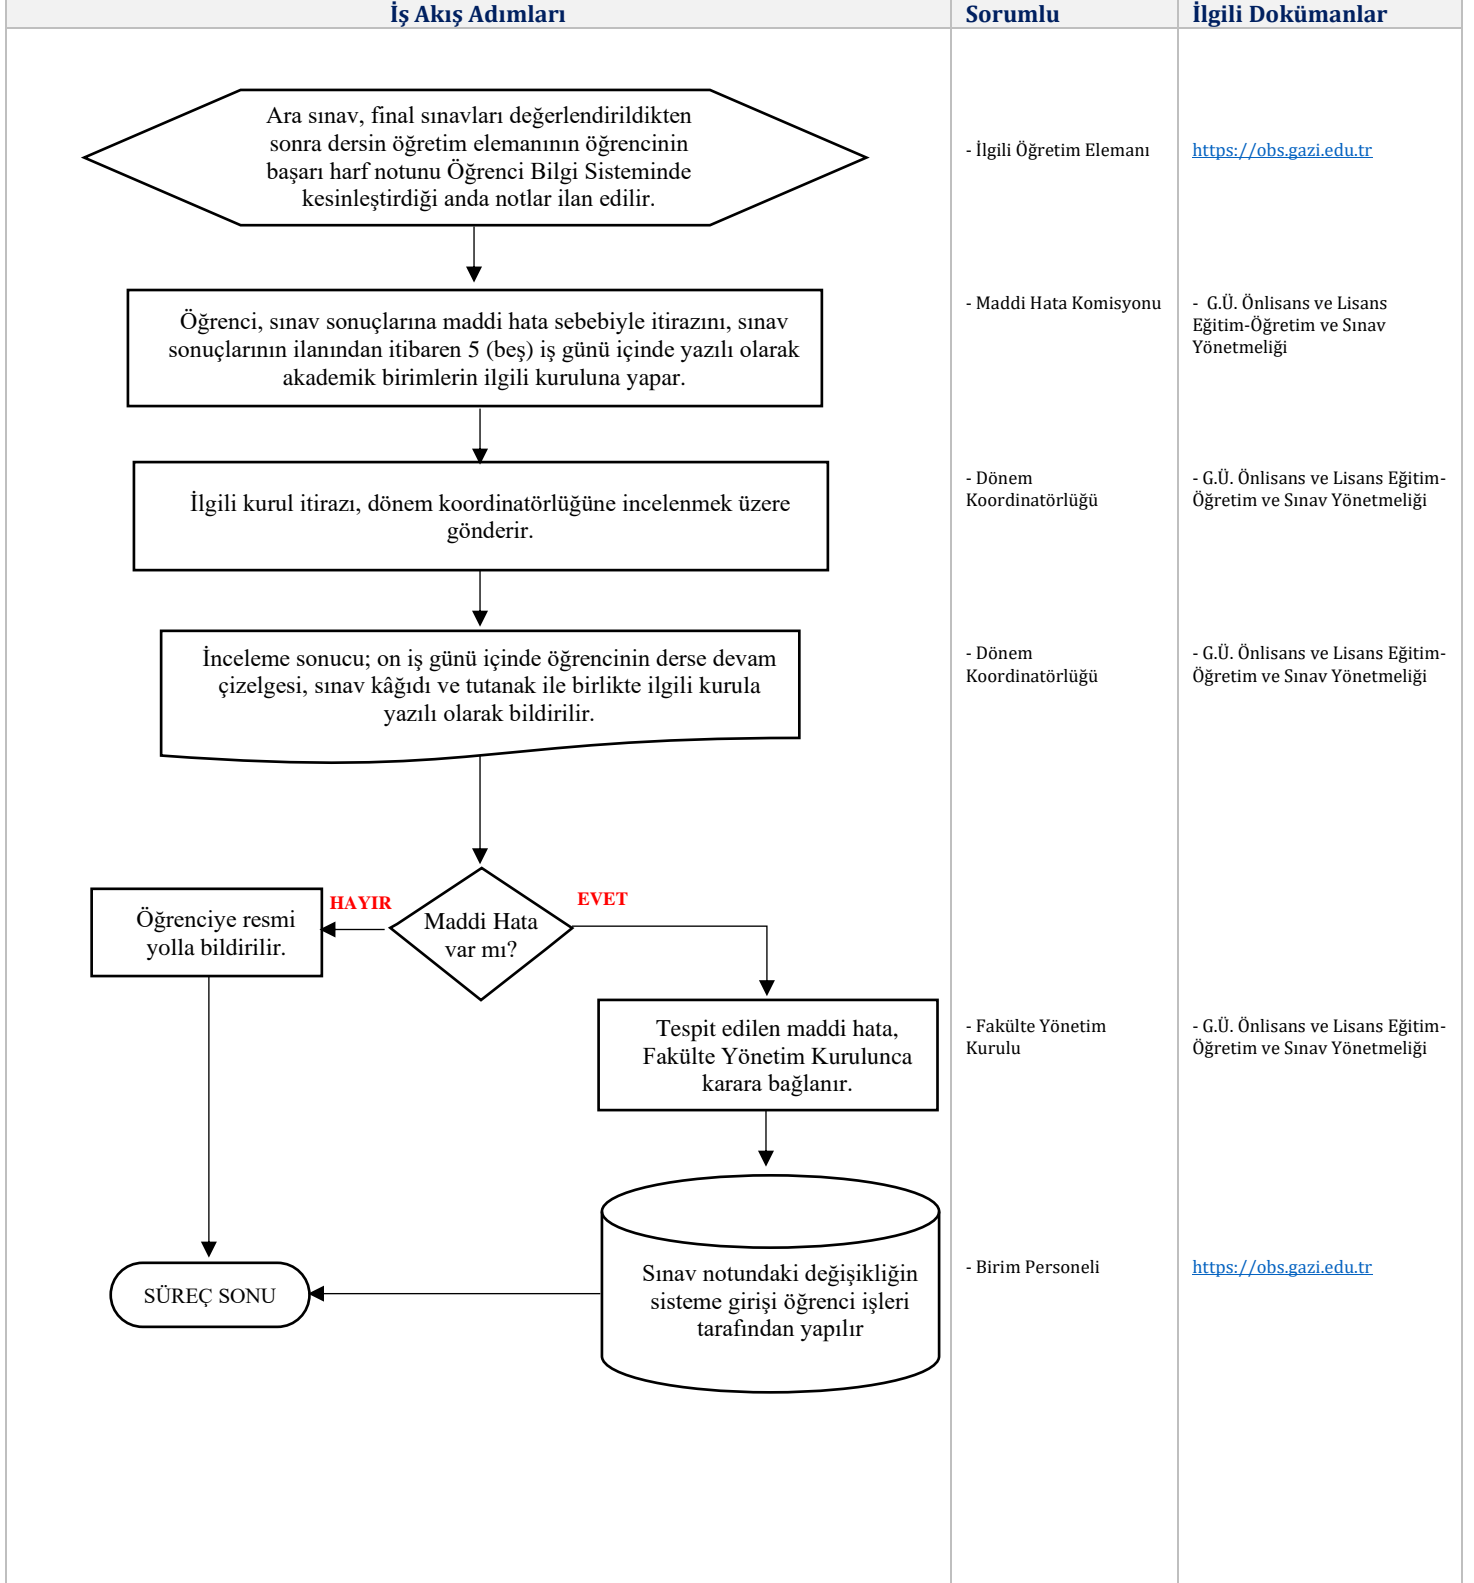 İş Akış Adımları
Sorumlu
İlgili Dokümanlar
Ara sınav, final sınavları değerlendirildikten
sonra dersin öğretim elemanının öğrencinin
başarı harf notunu Öğrenci Bilgi Sisteminde
kesinleştirdiği anda notlar ilan edilir.
- İlgili Öğretim Elemanı
https://obs.gazi.edu.tr
Öğrenci, sınav sonuçlarına maddi hata sebebiyle itirazını, sınav
sonuçlarının ilanından itibaren 5 (beş) iş günü içinde yazılı olarak
akademik birimlerin ilgili kuruluna yapar.
- Maddi Hata Komisyonu
- G.Ü. Önlisans ve Lisans
Eğitim-Öğretim ve Sınav
Yönetmeliği
İlgili kurul itirazı, dönem koordinatörlüğüne incelenmek üzere
gönderir.
- Dönem
Koordinatörlüğü
- G.Ü. Önlisans ve Lisans Eğitim-
Öğretim ve Sınav Yönetmeliği
İnceleme sonucu; on iş günü içinde öğrencinin derse devam
çizelgesi, sınav kâğıdı ve tutanak ile birlikte ilgili kurula
yazılı olarak bildirilir.
- Dönem
Koordinatörlüğü
- G.Ü. Önlisans ve Lisans Eğitim-
Öğretim ve Sınav Yönetmeliği
Öğrenciye resmi
yolla bildirilir.
HAYIR
Maddi Hata
var mı?
EVET
Tespit edilen maddi hata,
Fakülte Yönetim Kurulunca
karara bağlanır.
- Fakülte Yönetim
Kurulu
- G.Ü. Önlisans ve Lisans Eğitim-
Öğretim ve Sınav Yönetmeliği
SÜREÇ SONU
Sınav notundaki değişikliğin
sisteme girişi öğrenci işleri
tarafından yapılır
- Birim Personeli
https://obs.gazi.edu.tr